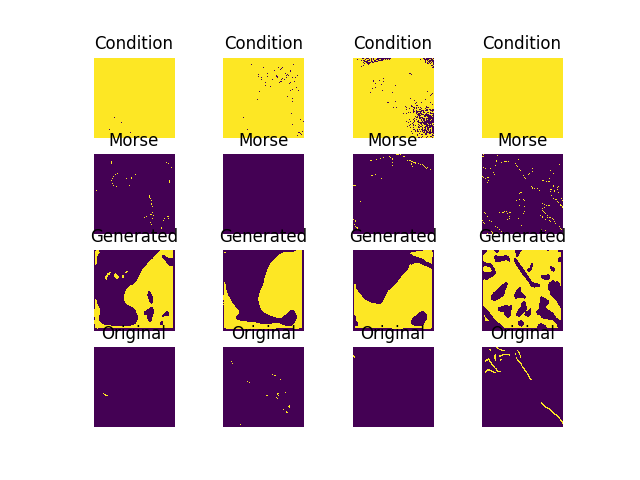 Condition Condition Condition Condition
Morse Morse Morse Morse
Generated Generated Generated Generated
Original Original Original Original